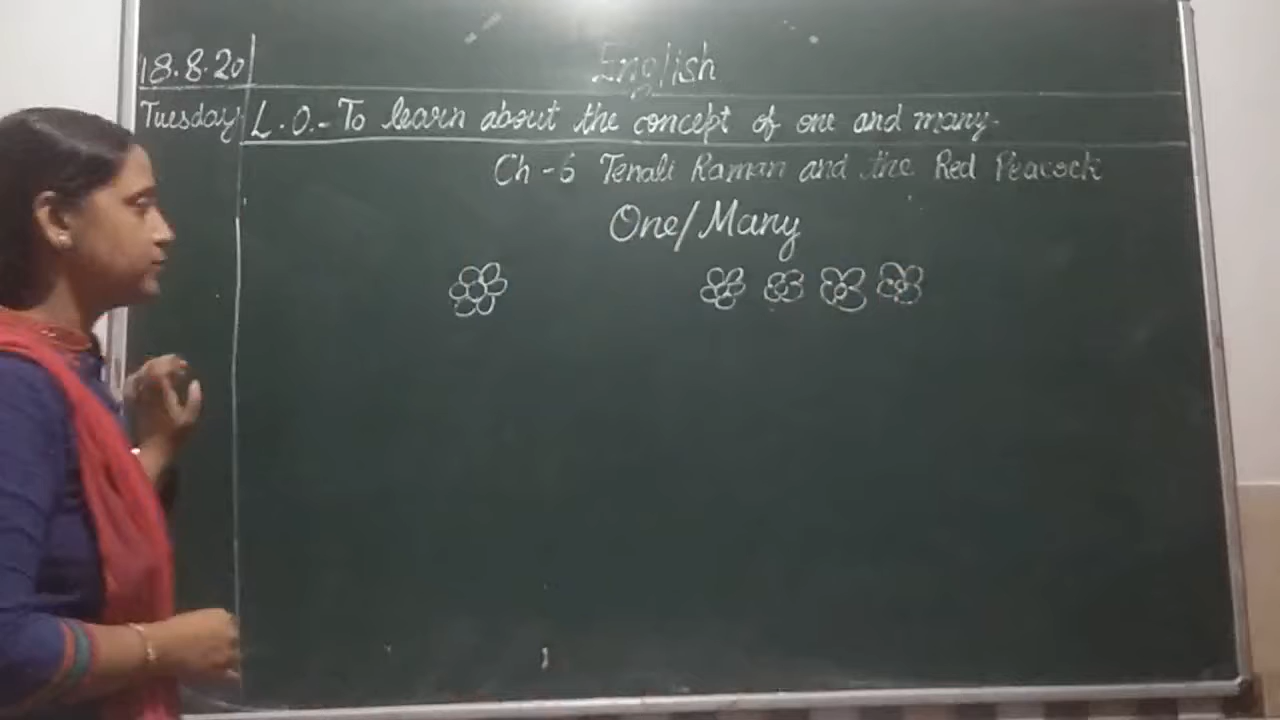 18.8.20
English
Tuesday
L.O.- To learn about the concept of one and many.
Ch-6 Tenali Raman and the Red Peacock
One/Many